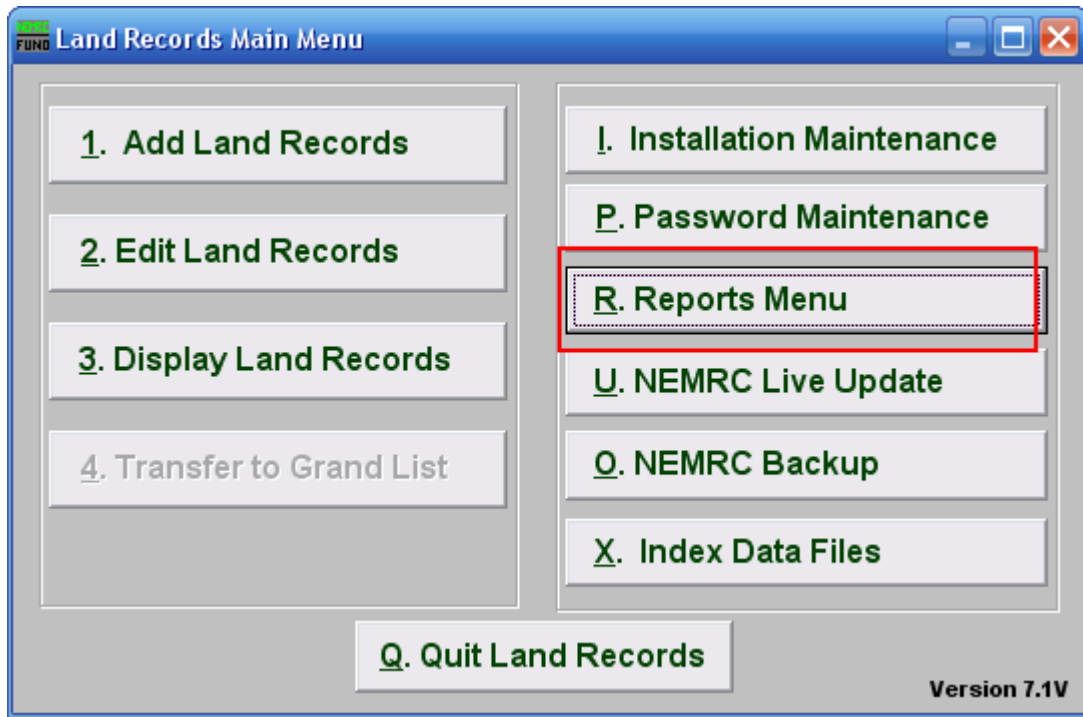 NEMRC
FUND Land Records Main Menu
1. Add Land Records
2. Edit Land Records
3. Display Land Records
4. Transfer to Grand List
I. Installation Maintenance
P. Password Maintenance
R. Reports Menu
U. NEMRC Live Update
O. NEMRC Backup
X. Index Data Files
Q. Quit Land Records
Version 7.1V